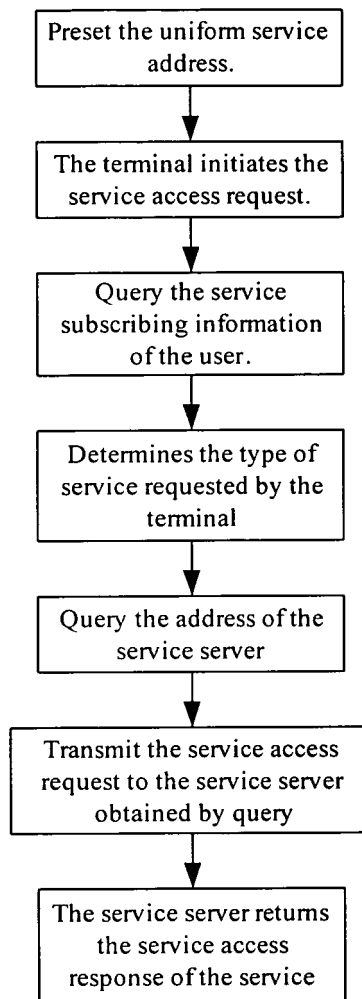 Preset the uniform service
address.
The terminal initiates the
service access request.
Query the service
subscribing information
of the user.
Determines the type of
service requested by the
terminal
Query the address of the
service server
Transmit the service access
request to the service server
obtained by query
The service server returns
the service access
response of the service